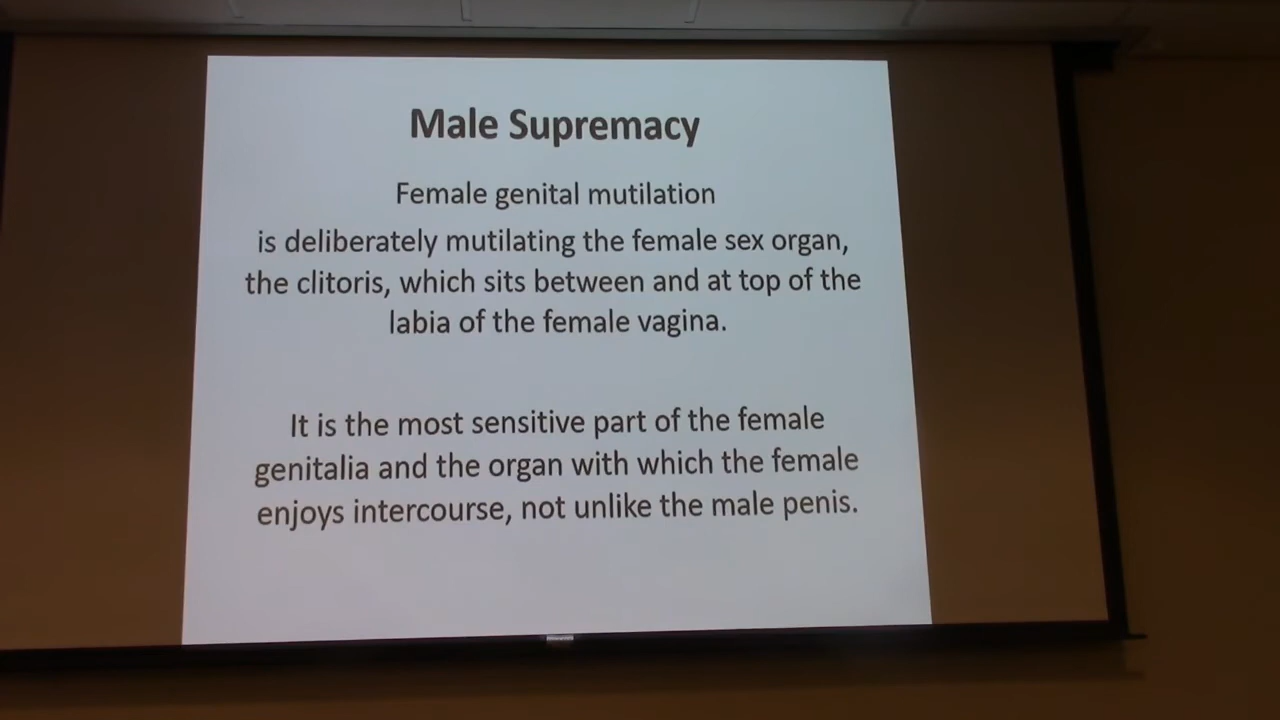 Male Supremacy
Female genital mutilation
is deliberately mutilating the female sex organ,
the clitoris, which sits between and at top of the
labia of the female vagina.
It is the most sensitive part of the female
genitalia and the organ with which the female
enjoys intercourse, not unlike the male penis.